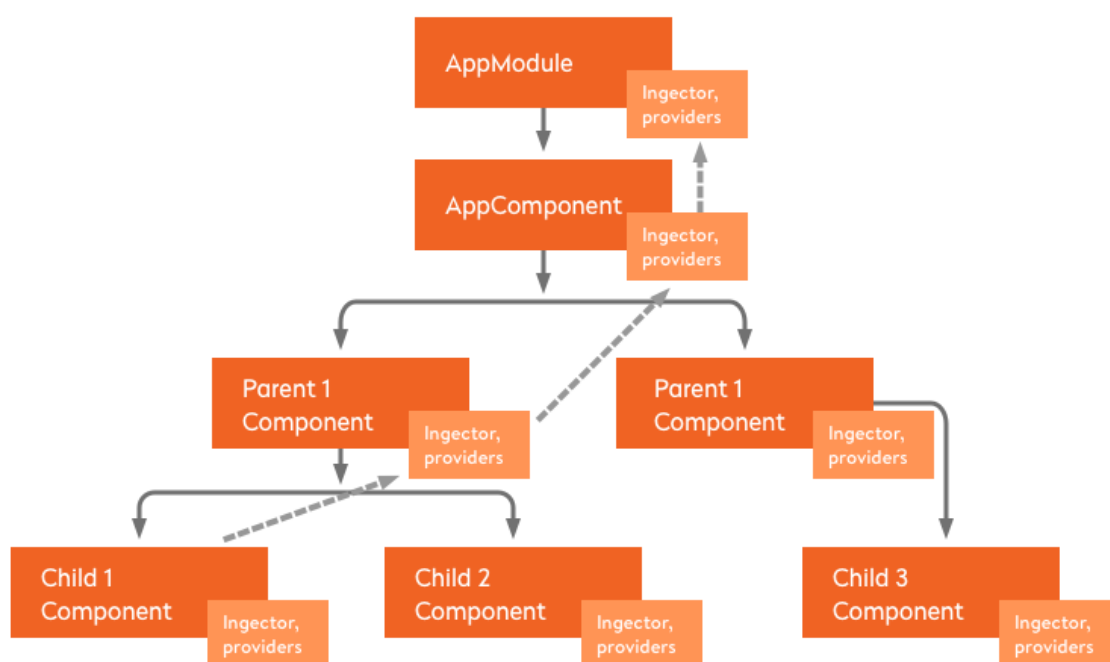 AppModule
Ingector,
providers
AppComponent
Ingector,
providers
Parent 1
Component
Ingector,
providers
Parent 1
Component
Ingector,
providers
Child 1
Component
Ingector,
providers
Child 2
Component
Ingector,
providers
Child 3
Component
Ingector,
providers